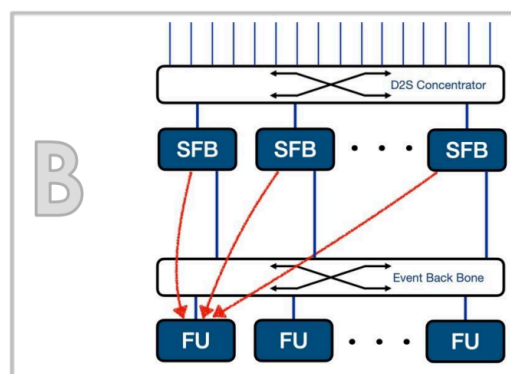 D2S Concentrator
B
SFB SFB . . . SFB
Event Back Bone
FU FU . . . FU